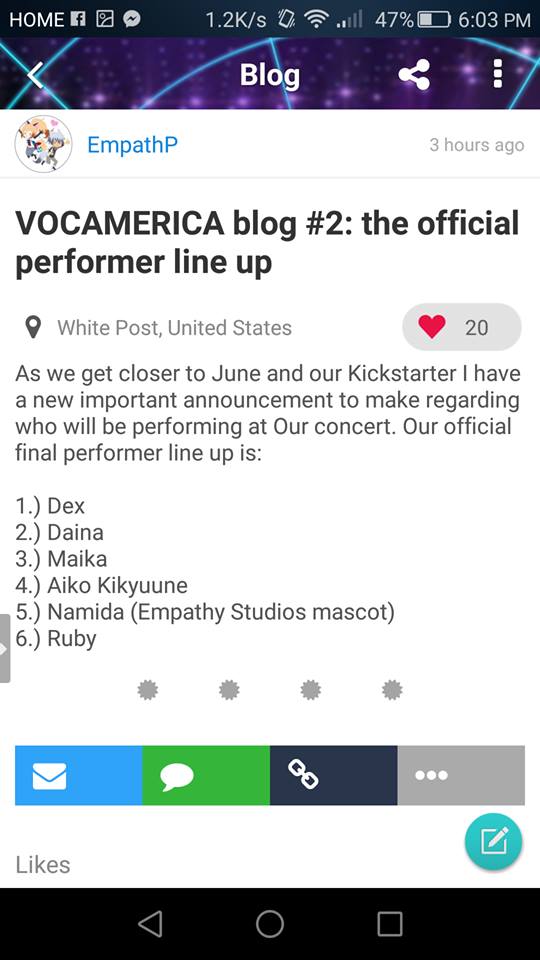 HOME 1.2K/s 47% 6:03 PM
Blog
EmpathP 3 hours ago
VOCAMERICA blog #2: the official
performer line up
White Post, United States 20
As we get closer to June and our Kickstarter I have
a new important announcement to make regarding
who will be performing at Our concert. Our official
final performer line up is:
1.) Dex
2.) Daina
3.) Maika
4.) Aiko Kikyuune
5.) Namida (Empathy Studios mascot)
6.) Ruby
Likes